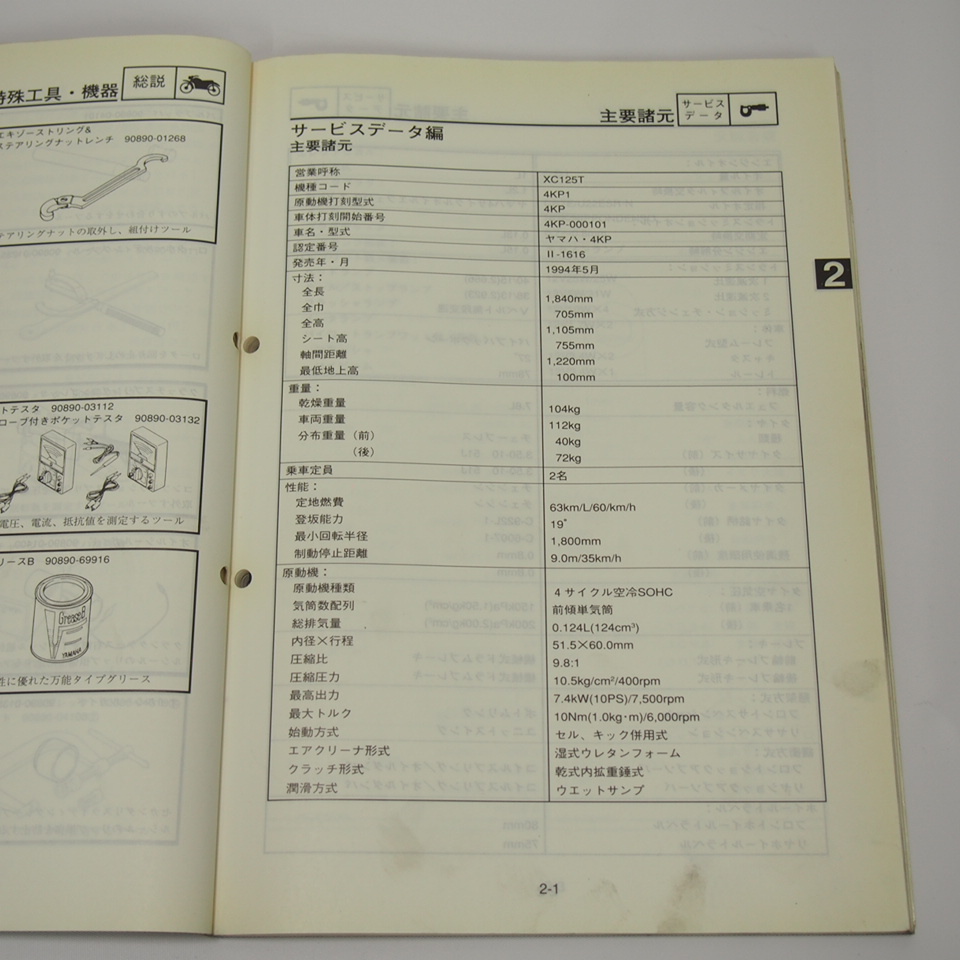 特殊工具・機器 総説
エキゾーストリング&
ステアリングナットレンチ 90890-01268
テアリングナットの取外し、組付けツール
ットテスタ 90890-03112
ローブ付きポケットテスタ 90890-03132
電圧、電流、抵抗値を測定するツール
リースB 90890-69916
Grease B
YAMAHA
性に優れた万能タイプグリース
主要諸元 サービス
データ
サービスデータ編
主要諸元
営業呼称 XC125T
機種コード 4KP1
原動機打刻型式 4KP
車体打刻開始番号 4KP-000101
車名・型式 ヤマハ・4KP
認定番号 II-1616
発売年・月 1994年5月
寸法：
全長 1,840mm
全巾 705mm
全高 1,105mm
シート高 755mm
軸間距離 1,220mm
最低地上高 100mm
重量：
乾燥重量 104kg
車両重量 112kg
分布重量（前） 40kg
（後） 72kg
乗車定員 2名
性能：
定地燃費 63km/L/60/km/h
登坂能力 19°
最小回転半径 1,800mm
制動停止距離 9.0m/35km/h
原動機：
原動機種類 4サイクル空冷SOHC
気筒数配列 前傾単気筒
総排気量 0.124L(124cm³)
内径×行程 51.5×60.0mm
圧縮比 9.8:1
圧縮圧力 10.5kg/cm²/400rpm
最高出力 7.4kW(10PS)/7,500rpm
最大トルク 10Nm(1.0kg・m)/6,000rpm
始動方式 セル、キック併用式
エアクリーナ形式 湿式ウレタンフォーム
クラッチ形式 乾式内拡重錘式
潤滑方式 ウエットサンプ
2
2-1